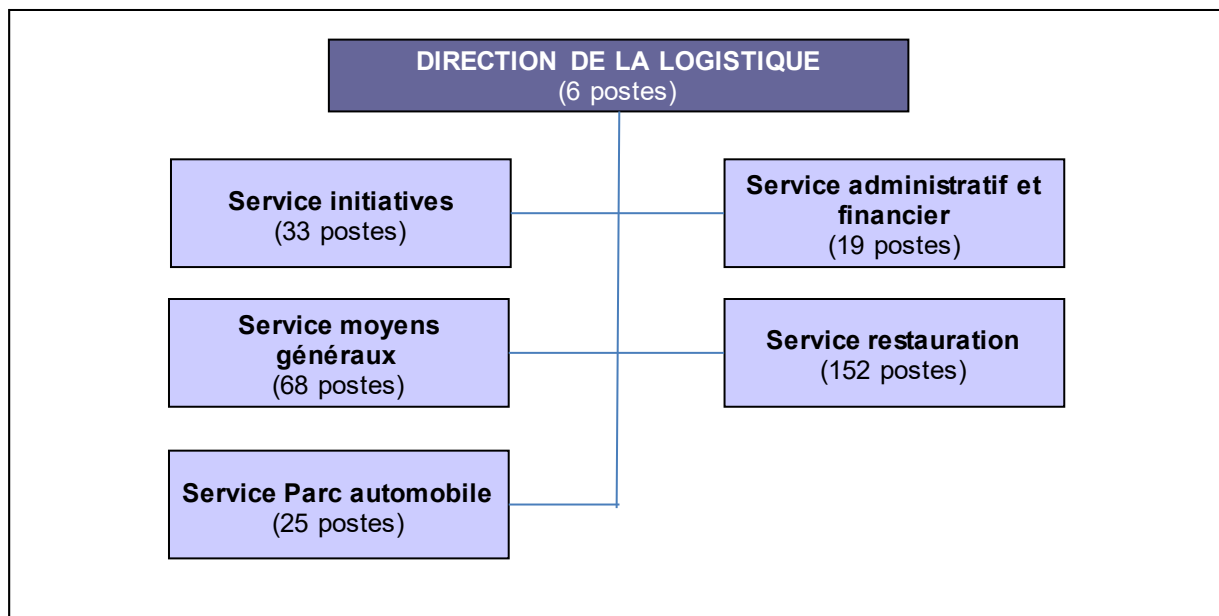 DIRECTION DE LA LOGISTIQUE
(6 postes)
Service initiatives
(33 postes)
Service administratif et
financier
(19 postes)
Service moyens
généraux
(68 postes)
Service restauration
(152 postes)
Service Parc automobile
(25 postes)